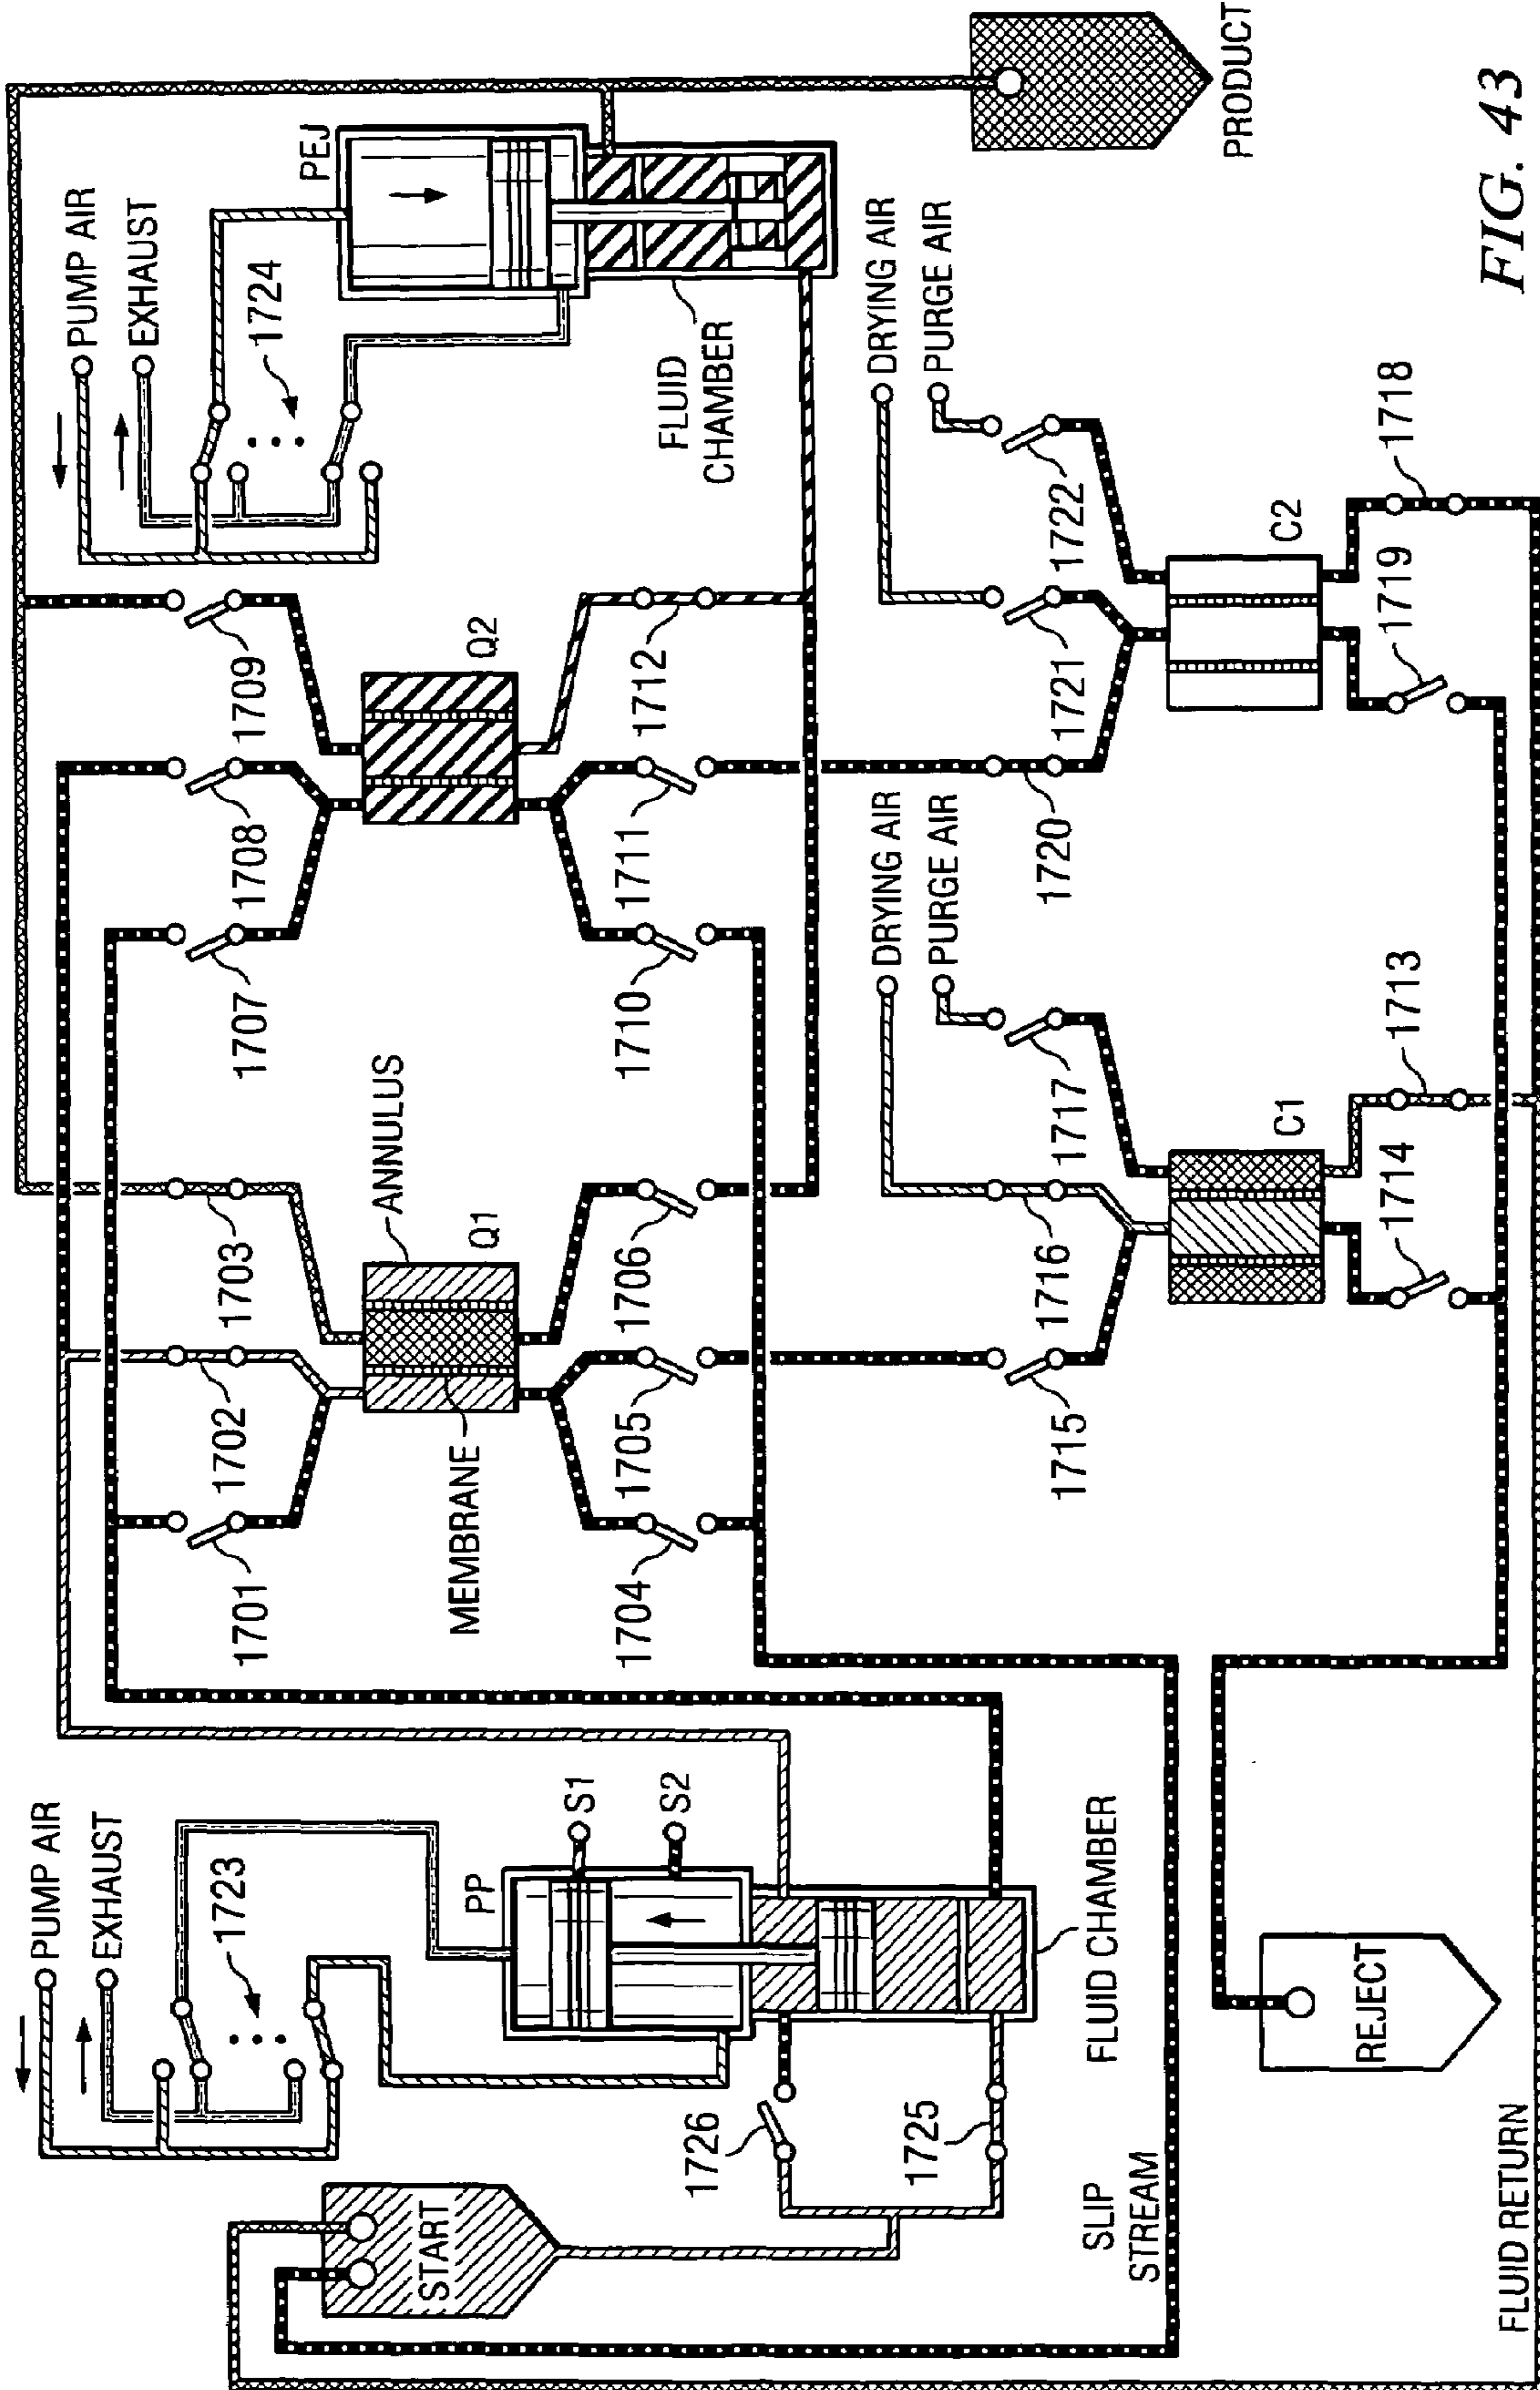 PUMP AIR
EXHAUST
1723
PP
S1
S2
START
1726
1725
SLIP
STREAM
FLUID CHAMBER
REJECT
FLUID RETURN
1701
1702
1703
ANNULUS
MEMBRANE
Q1
1704
1705
1706
1707
1708
1709
Q2
1710
1711
1712
PUMP AIR
EXHAUST
1724
PEJ
FLUID
CHAMBER
PRODUCT
DRYING AIR
PURGE AIR
1715
1716
1717
C1
1714
1713
DRYING AIR
PURGE AIR
1720
1721
1722
C2
1719
1718
FIG. 43